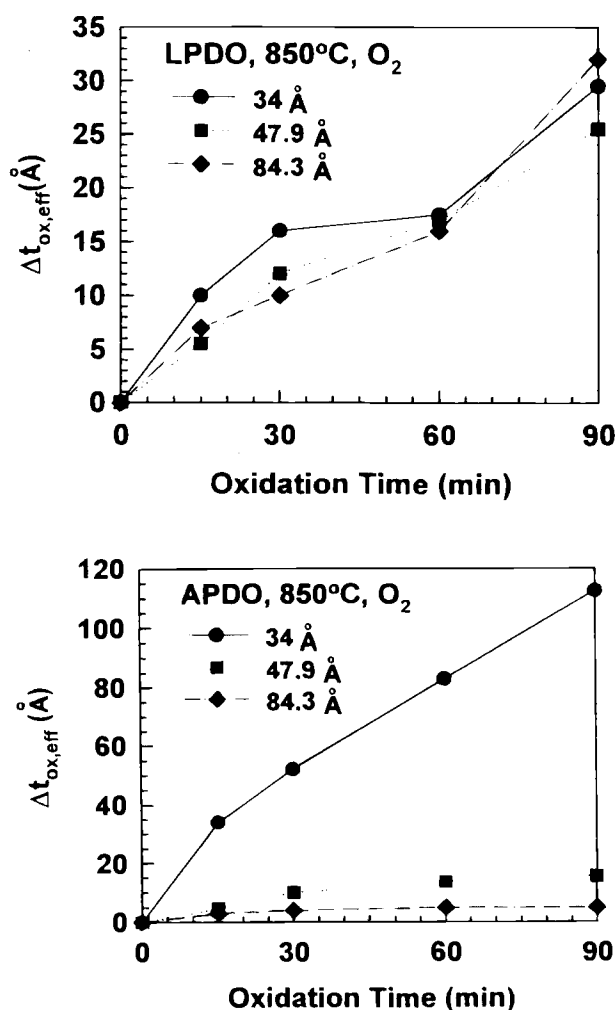 35
30
25
20
15
10
5
0
Δt_ox,eff (Å)
LPDO, 850°C, O₂
34 Å
47.9 Å
84.3 Å
0 30 60 90
Oxidation Time (min)
120
100
80
60
40
20
0
Δt_ox,eff (Å)
APDO, 850°C, O₂
34 Å
47.9 Å
84.3 Å
0 30 60 90
Oxidation Time (min)